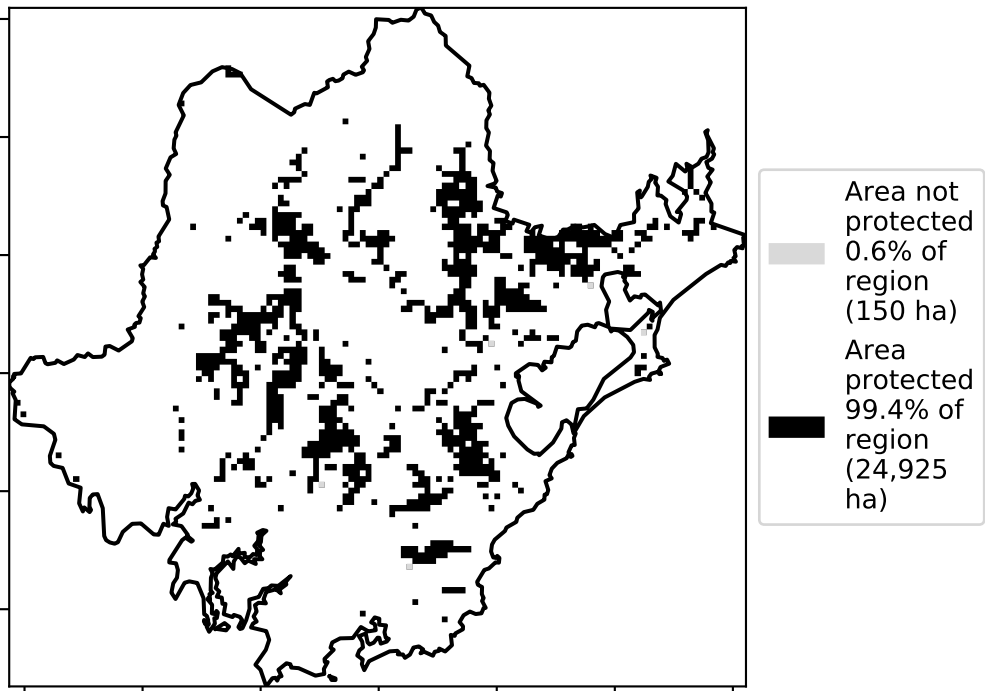 Area not
protected
0.6% of
region
(150 ha)
Area
protected
99.4% of
region
(24,925
ha)